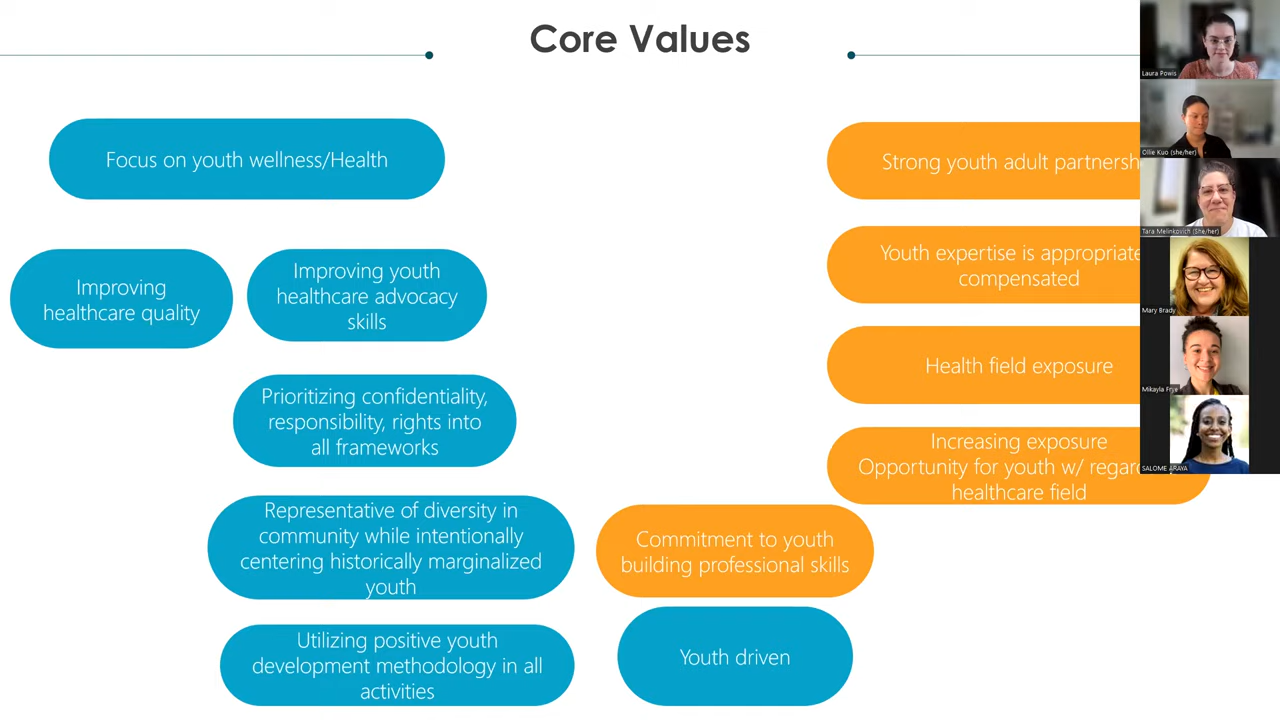 Core Values
Focus on youth wellness/Health
Improving
healthcare quality
Improving youth
healthcare advocacy
skills
Prioritizing confidentiality,
responsibility, rights into
all frameworks
Representative of diversity in
community while intentionally
centering historically marginalized
youth
Utilizing positive youth
development methodology in all
activities
Commitment to youth
building professional skills
Youth driven
Strong youth adult partnersh
Youth expertise is appropriate
compensated
Health field exposure
Increasing exposure
Opportunity for youth w/ regar
healthcare field
Laura Powis
Ollie Kuo (she/her)
Tara Melinkovich (She/her)
Mary Brady
Mikayla Frye
SALOME ARAYA